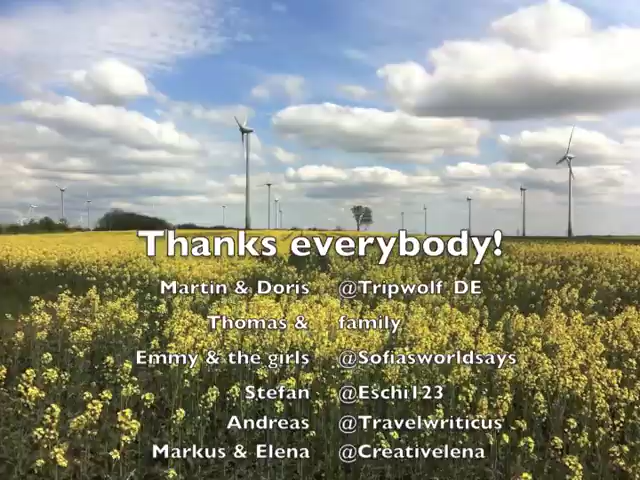 Thanks everybody!
Martin & Doris @Tripwolf_DE
Thomas & family
Emmy & the girls @Sofiasworldsays
Stefan @Eschi123
Andreas @Travelwriticus
Markus & Elena @Creativelena